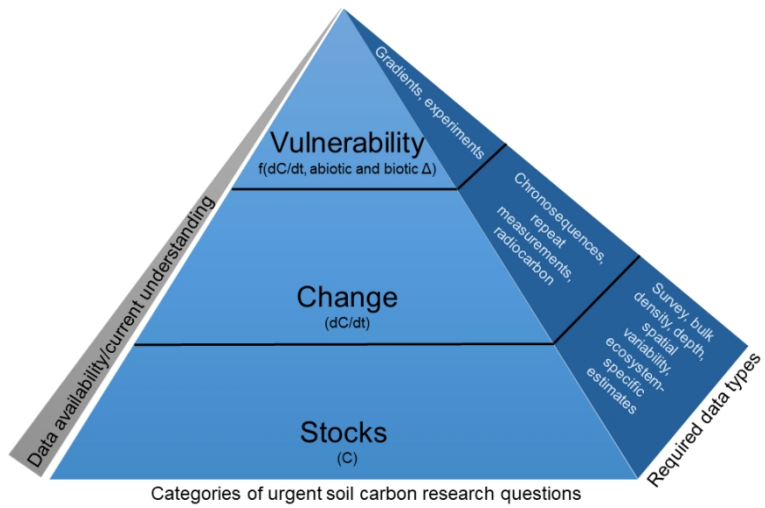 Gradients, experiments
Vulnerability
f(dC/dt, abiotic and biotic Δ)
Chronosequences,
repeat
measurements,
radiocarbon
Change
(dC/dt)
Survey, bulk
density, depth,
spatial
variability,
ecosystem-
specific
estimates
Stocks
(C)
Data availability/current understanding
Required data types
Categories of urgent soil carbon research questions